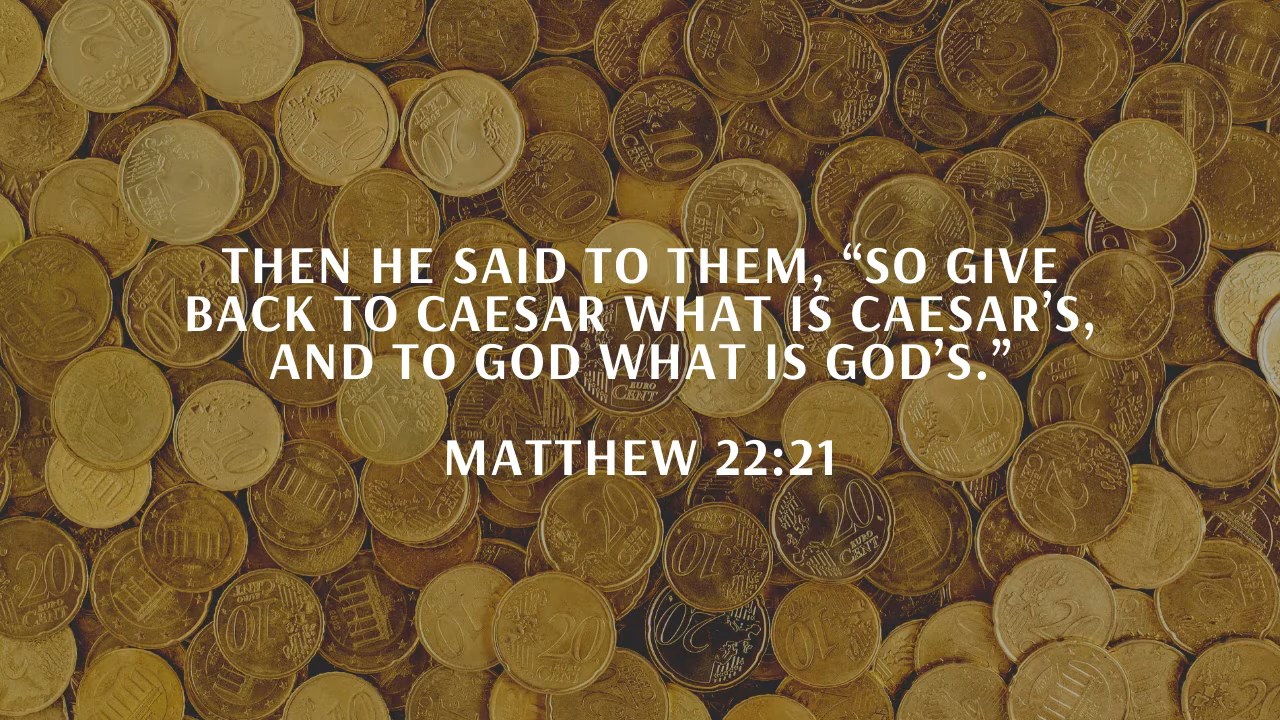 THEN HE SAID TO THEM, “SO GIVE
BACK TO CAESAR WHAT IS CAESAR’S,
AND TO GOD WHAT IS GOD’S.”
MATTHEW 22:21